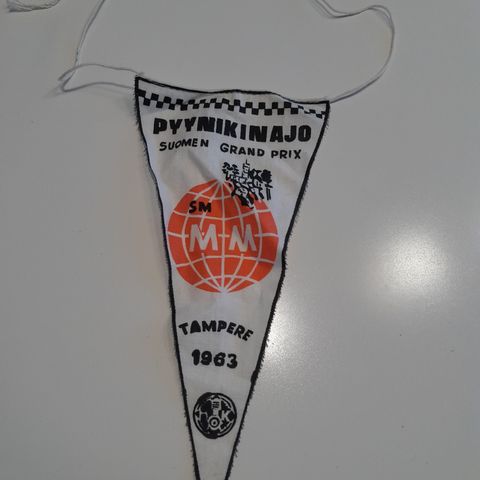 PYYNIKINAJO
SUOMEN GRAND PRIX
SM
MM
TAMPERE
1963